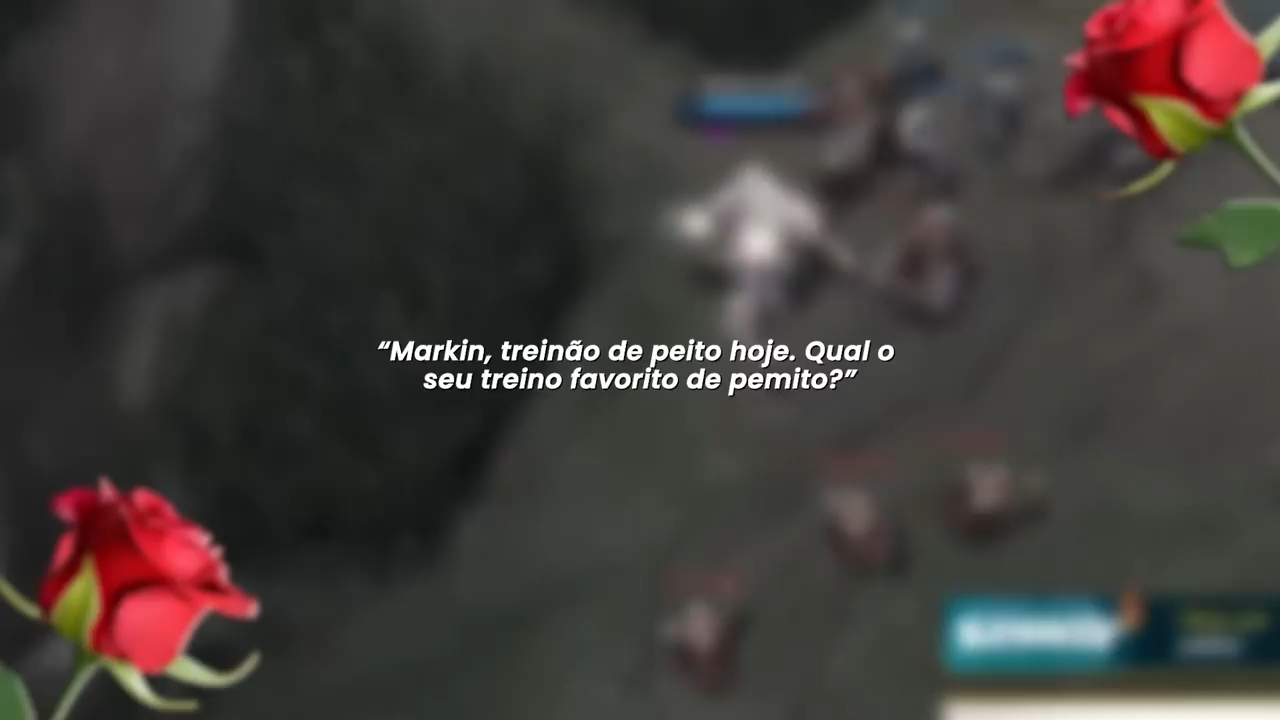 “Markin, treinão de peito hoje. Qual o
seu treino favorito de pemito?”